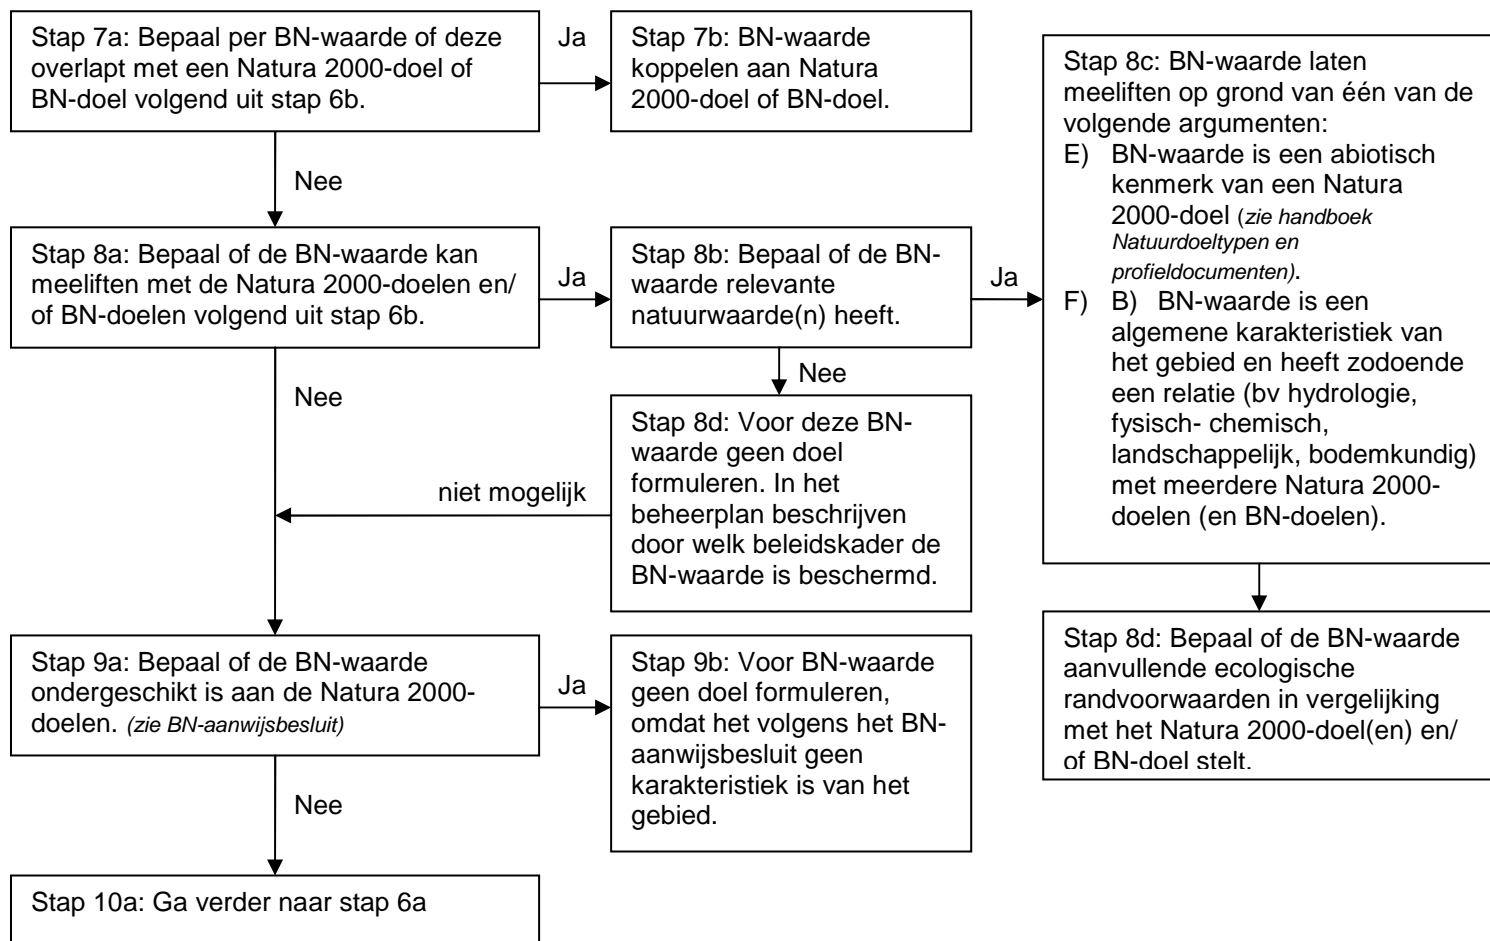 Stap 7a: Bepaal per BN-waarde of deze
overlapt met een Natura 2000-doel of
BN-doel volgend uit stap 6b.
Ja
Stap 7b: BN-waarde
koppelen aan Natura
2000-doel of BN-doel.
Nee
Stap 8a: Bepaal of de BN-waarde kan
meeliften met de Natura 2000-doelen en/
of BN-doelen volgend uit stap 6b.
Ja
Stap 8b: Bepaal of de BN-
waarde relevante
natuurwaarde(n) heeft.
Ja
Stap 8c: BN-waarde laten
meeliften op grond van één van de
volgende argumenten:
E) BN-waarde is een abiotisch
kenmerk van een Natura
2000-doel (zie handboek
Natuurdoeltypen en
profieldocumenten).
F) B) BN-waarde is een
algemene karakteristiek van
het gebied en heeft zodoende
een relatie (bv hydrologie,
fysisch- chemisch,
landschappelijk, bodemkundig)
met meerdere Natura 2000-
doelen (en BN-doelen).
Nee
Nee
Stap 8d: Voor deze BN-
waarde geen doel
formuleren. In het
beheerplan beschrijven
door welk beleidskader de
BN-waarde is beschermd.
niet mogelijk
Stap 8d: Bepaal of de BN-waarde
aanvullende ecologische
randvoorwaarden in vergelijking
met het Natura 2000-doel(en) en/
of BN-doel stelt.
Stap 9a: Bepaal of de BN-waarde
ondergeschikt is aan de Natura 2000-
doelen. (zie BN-aanwijsbesluit)
Ja
Stap 9b: Voor BN-waarde
geen doel formuleren,
omdat het volgens het BN-
aanwijsbesluit geen
karakteristiek is van het
gebied.
Nee
Stap 10a: Ga verder naar stap 6a